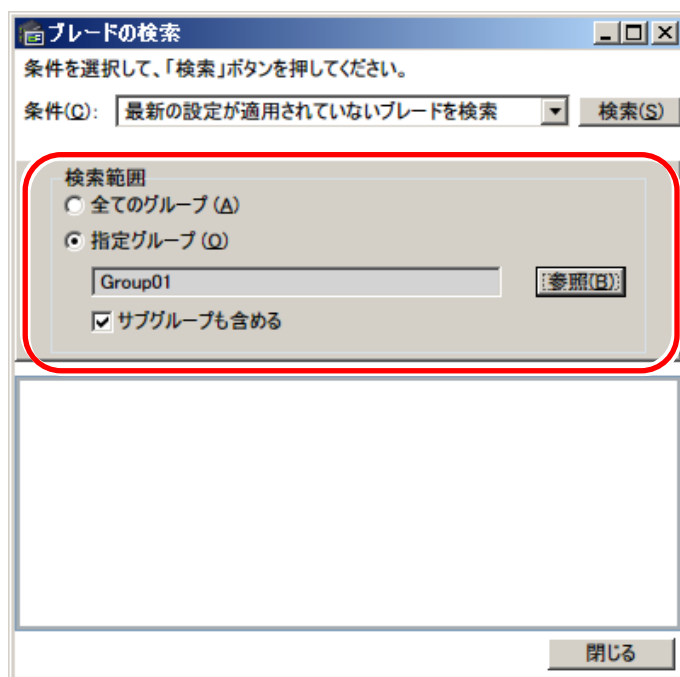 ブレードの検索
条件を選択して、「検索」ボタンを押してください。
条件(C): 最新の設定が適用されていないブレードを検索 検索(S)
検索範囲
全てのグループ(A)
指定グループ(O)
Group01 参照(B)
サブグループも含める
閉じる